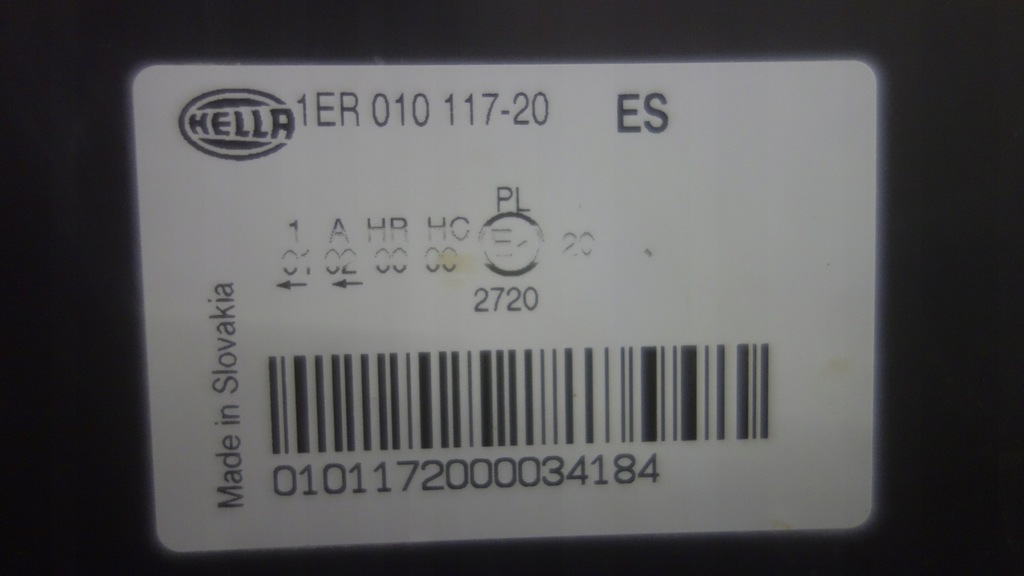 HELLA 1ER 010 117-20 ES
PL
1 A HR HC E1 20
01 02 00 00
2720
Made in Slovakia
0101172000034184